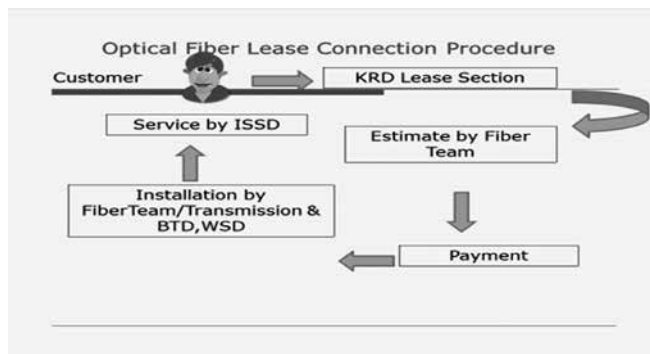 Optical Fiber Lease Connection Procedure
Customer
KRD Lease Section
Service by ISSD
Estimate by Fiber
Team
Installation by
FiberTeam/Transmission &
BTD,WSD
Payment